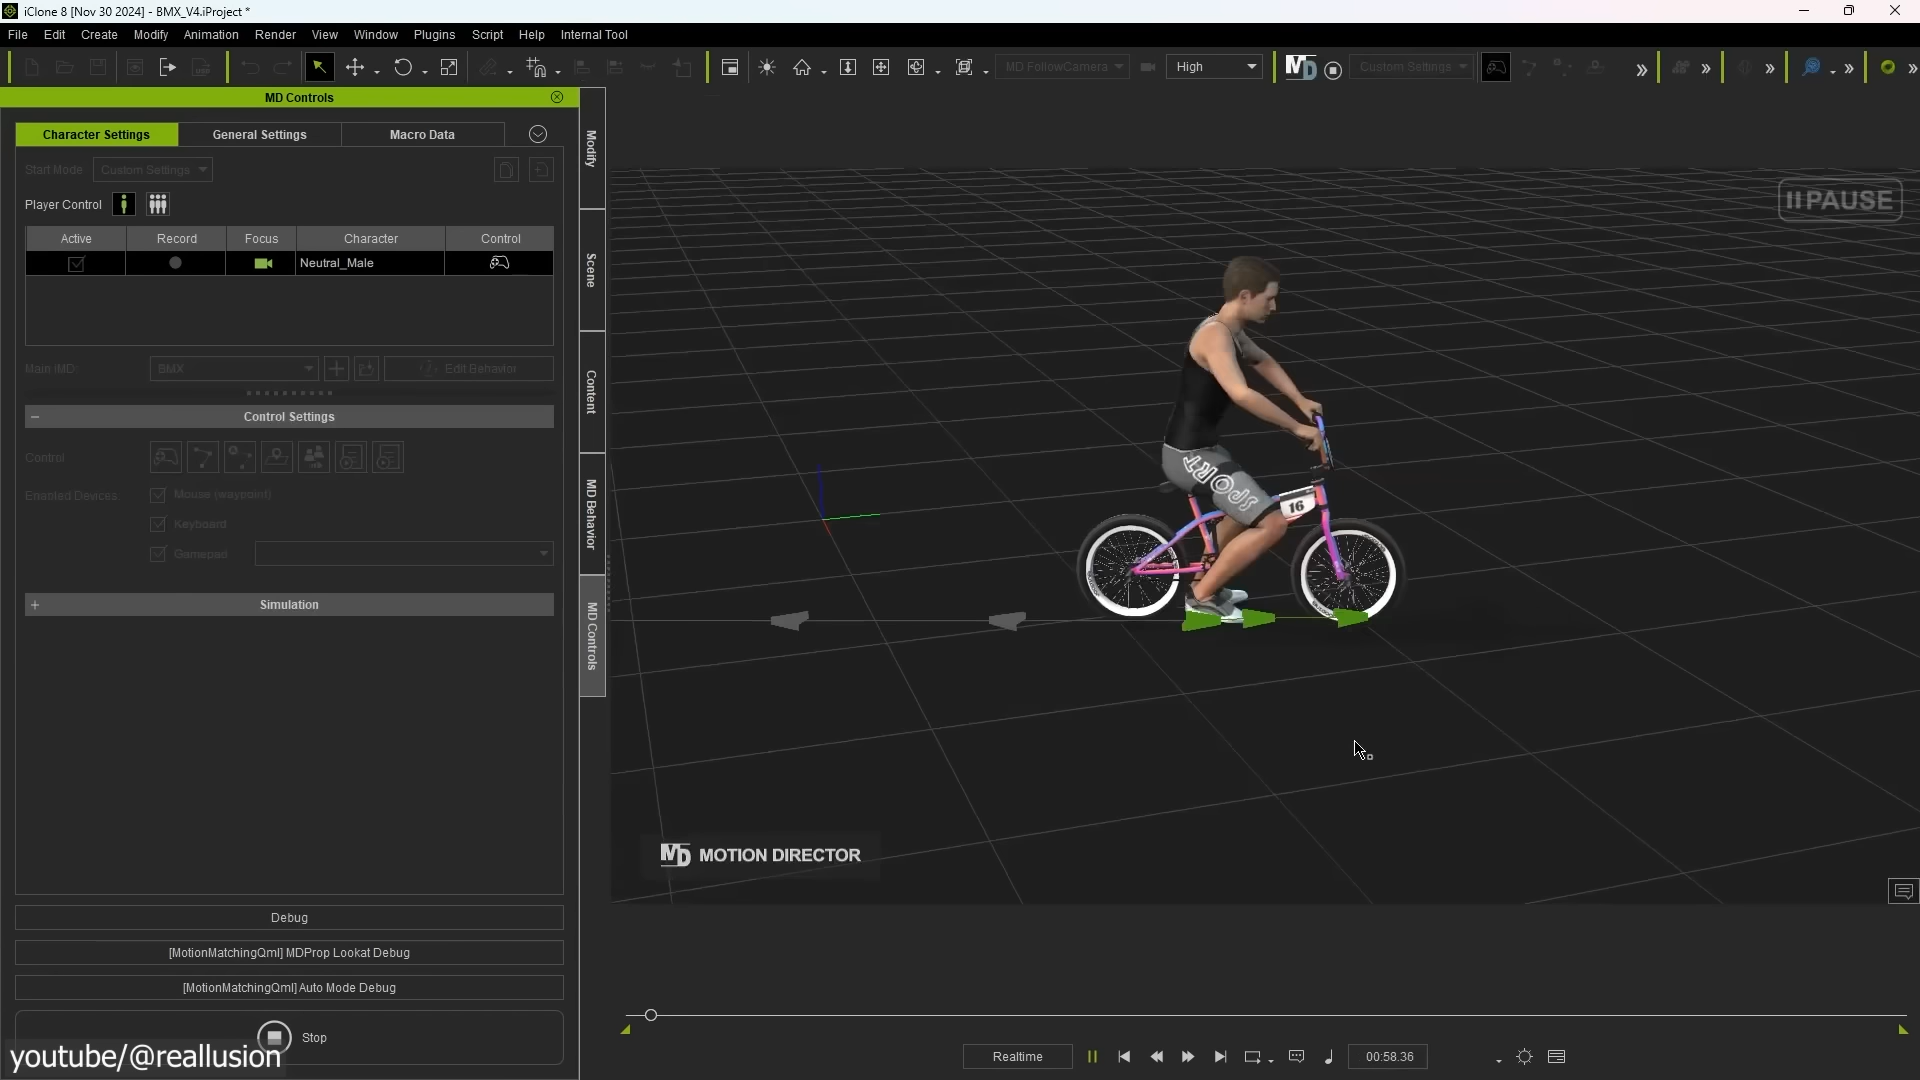 iClone 8 [Nov 30 2024] - BMX_V4.iProject *
File Edit Create Modify Animation Render View Window Plugins Script Help Internal Tool
MD FollowCamera High MD Custom Settings
MD Controls
Character Settings General Settings Macro Data
Start Mode Custom Settings
Player Control
Active Record Focus Character Control
Neutral_Male
Main iMD: BMX Edit Behavior
Control Settings
Control
Enabled Devices: Mouse (waypoint)
Keyboard
Gamepad
Simulation
Debug
[MotionMatchingQml] MDProp Lookat Debug
[MotionMatchingQml]Auto Mode Debug
Stop
youtube/@reallusion
Modify
Scene
Content
MD Behavior
MD Controls
PAUSE
SPORT
16
MD MOTION DIRECTOR
Realtime 00:58.36